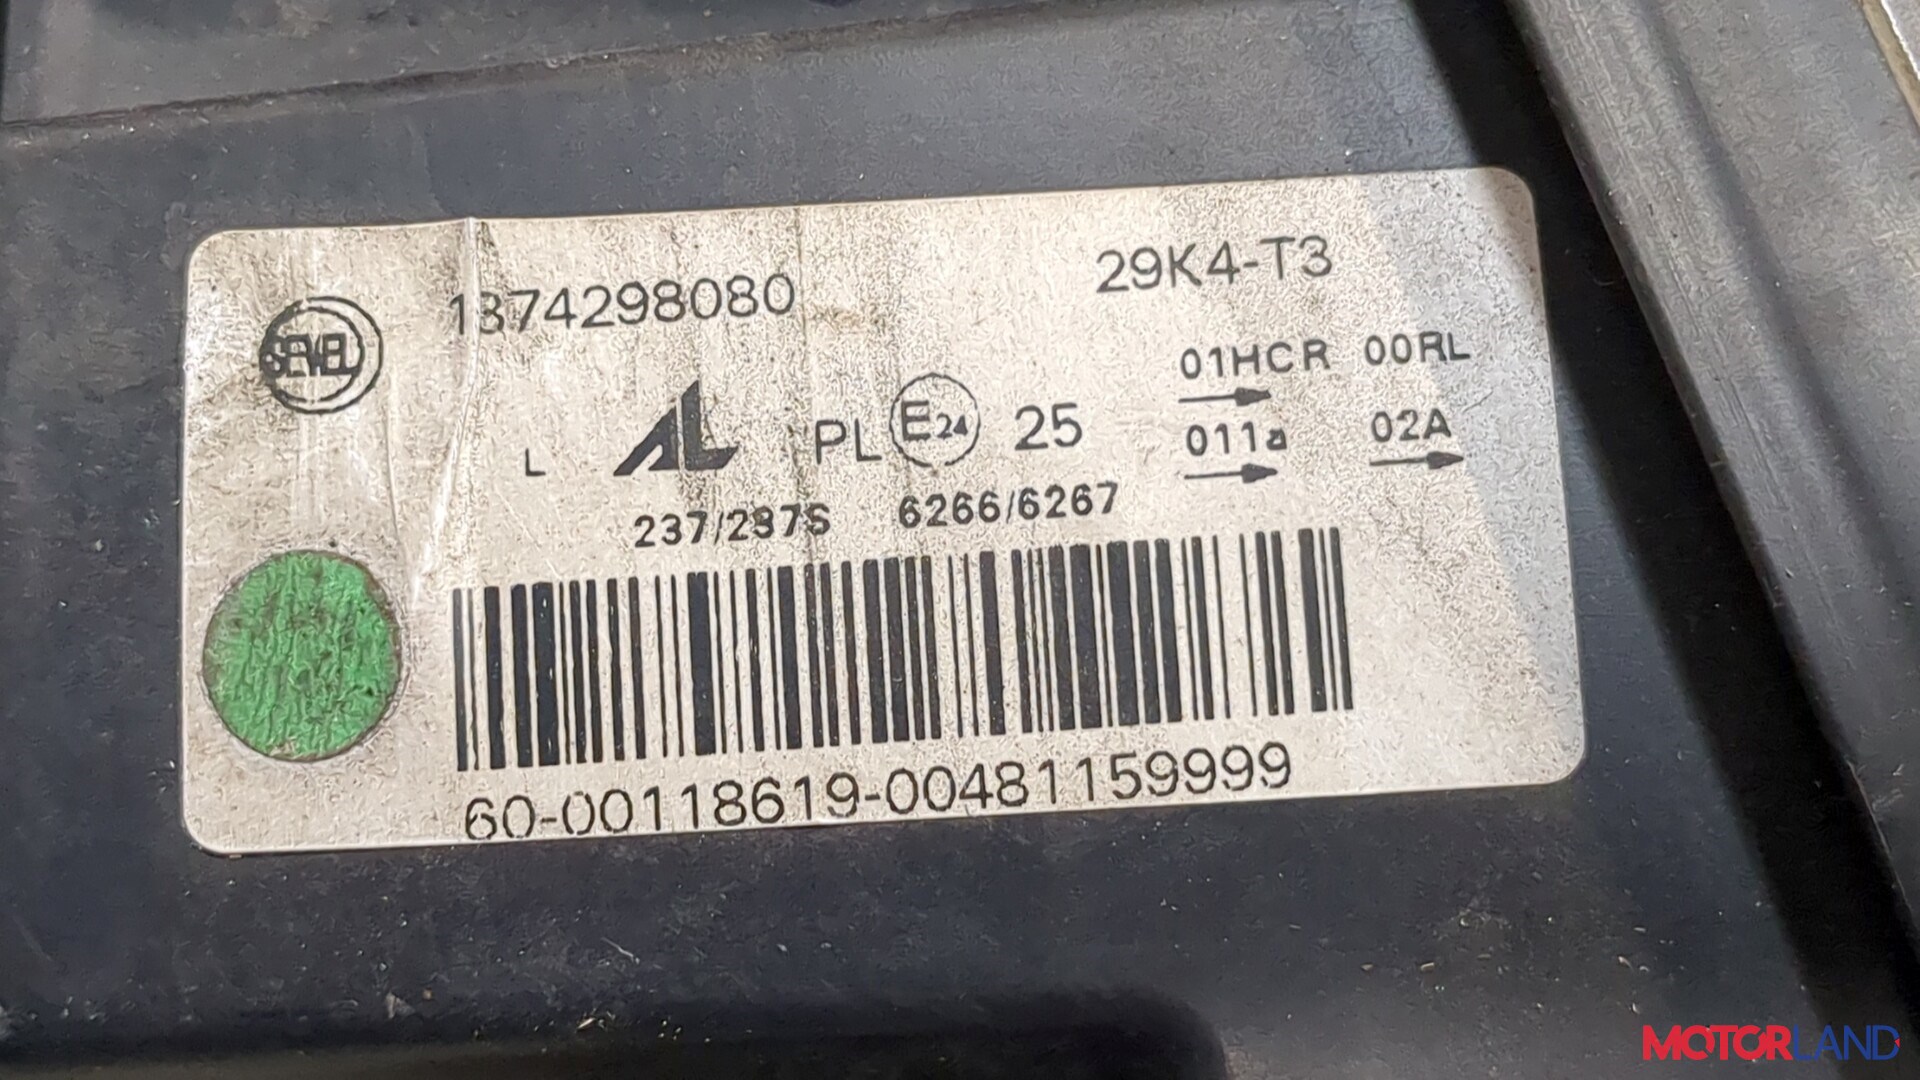 1374298080
29K4-T3
SEVEL
01HCR 00RL
L AL PL E24 25
011a 02A
237/237S 6266/6267
60-00118619-00481159999
MOTORLAND